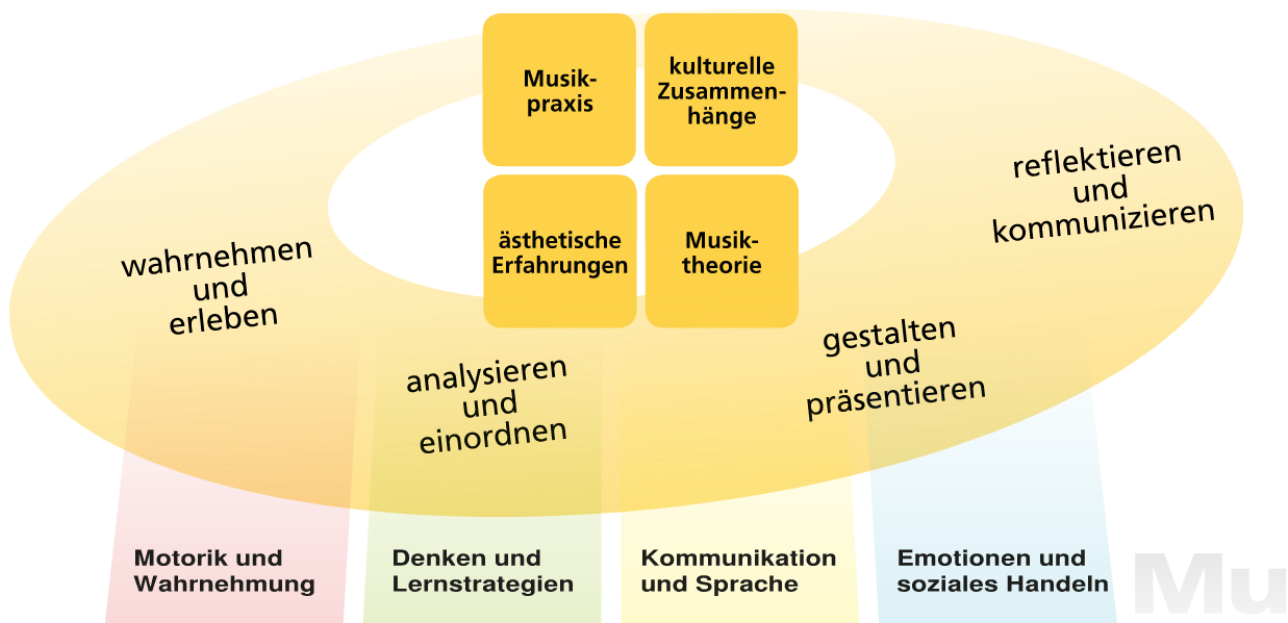 Musik-
praxis
kulturelle
Zusammen-
hänge
ästhetische
Erfahrungen
Musik-
theorie
wahrnehmen
und
erleben
analysieren
und
einordnen
gestalten
und
präsentieren
reflektieren
und
kommunizieren
Motorik und
Wahrnehmung
Denken und
Lernstrategien
Kommunikation
und Sprache
Emotionen und
soziales Handeln
Mu